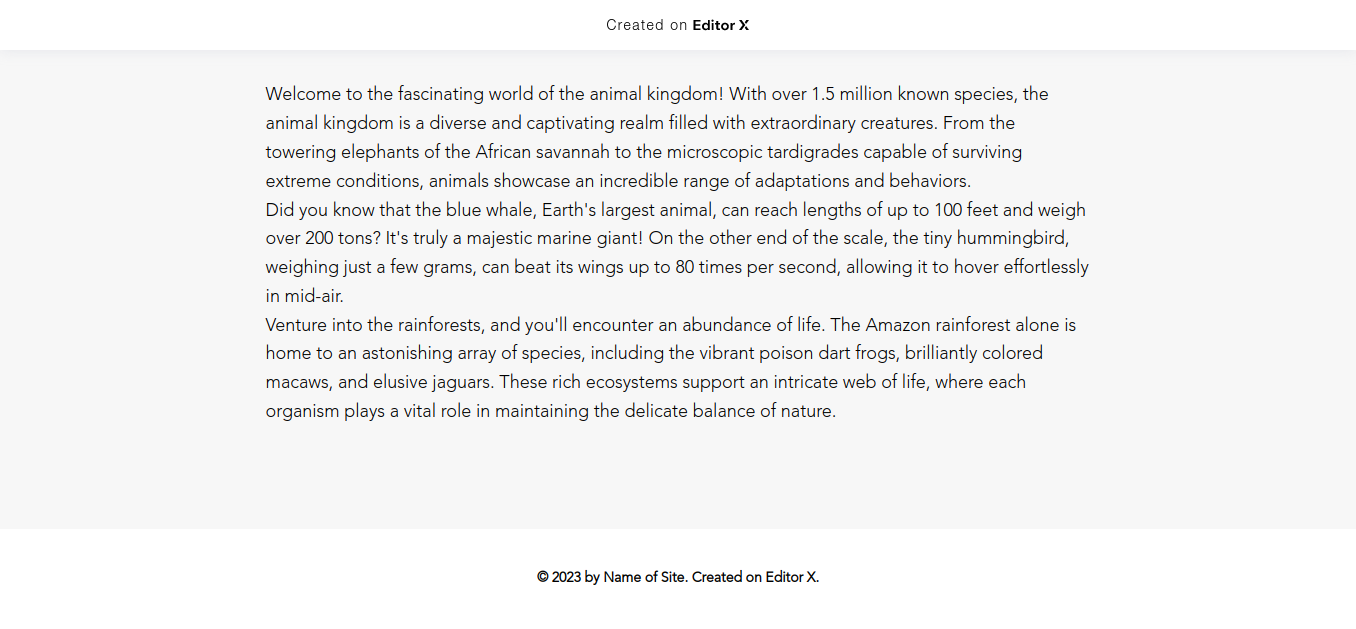 Created on Editor X
Welcome to the fascinating world of the animal kingdom! With over 1.5 million known species, the
animal kingdom is a diverse and captivating realm filled with extraordinary creatures. From the
towering elephants of the African savannah to the microscopic tardigrades capable of surviving
extreme conditions, animals showcase an incredible range of adaptations and behaviors.
Did you know that the blue whale, Earth's largest animal, can reach lengths of up to 100 feet and weigh
over 200 tons? It's truly a majestic marine giant! On the other end of the scale, the tiny hummingbird,
weighing just a few grams, can beat its wings up to 80 times per second, allowing it to hover effortlessly
in mid-air.
Venture into the rainforests, and you'll encounter an abundance of life. The Amazon rainforest alone is
home to an astonishing array of species, including the vibrant poison dart frogs, brilliantly colored
macaws, and elusive jaguars. These rich ecosystems support an intricate web of life, where each
organism plays a vital role in maintaining the delicate balance of nature.
© 2023 by Name of Site. Created on Editor X.